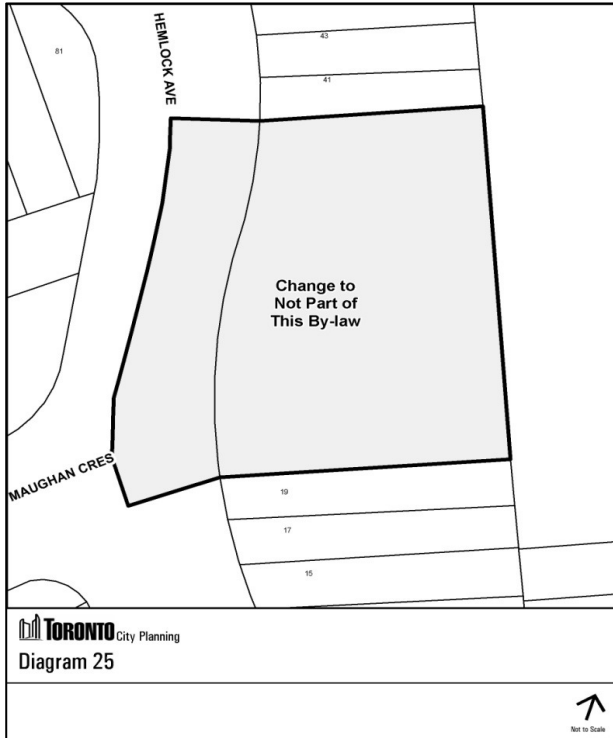 HEMLOCK AVE
81
43
41
Change to
Not Part of
This By-law
MAUGHAN CRES
19
17
15
TORONTO City Planning
Diagram 25
Not to Scale